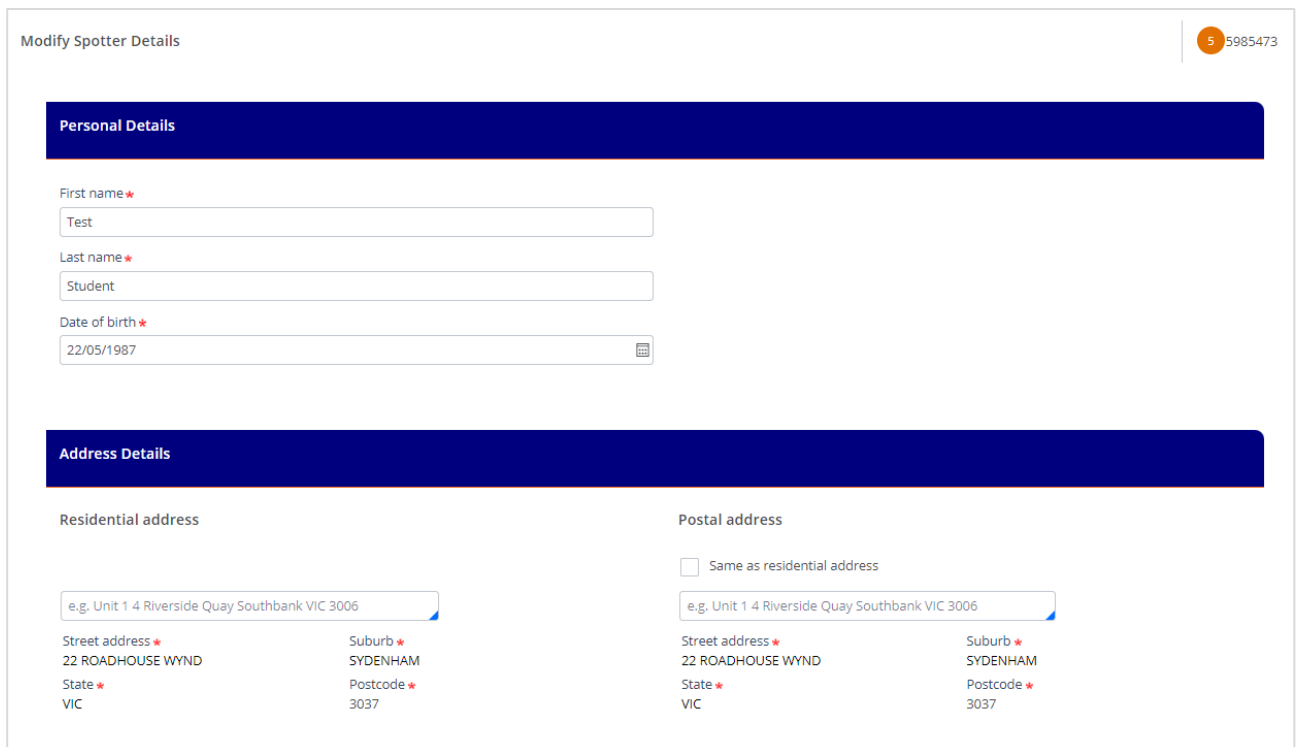 Modify Spotter Details
5 5985473
Personal Details
First name *
Test
Last name *
Student
Date of birth *
22/05/1987
Address Details
Residential address
Postal address
Same as residential address
e.g. Unit 1 4 Riverside Quay Southbank VIC 3006
e.g. Unit 1 4 Riverside Quay Southbank VIC 3006
Street address * Suburb *
22 ROADHOUSE WYND SYDENHAM
State * Postcode *
VIC 3037
Street address * Suburb *
22 ROADHOUSE WYND SYDENHAM
State * Postcode *
VIC 3037